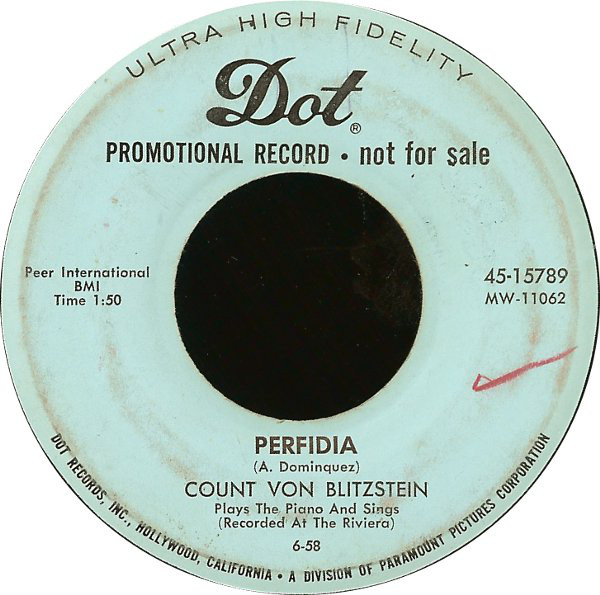 ULTRA HIGH FIDELITY
Dot®
PROMOTIONAL RECORD • not for sale
Peer International
BMI
Time 1:50
45-15789
MW-11062
PERFIDIA
(A. Dominquez)
COUNT VON BLITZSTEIN
Plays The Piano And Sings
(Recorded At The Riviera)
6-58
DOT RECORDS, INC., HOLLYWOOD, CALIFORNIA • A DIVISION OF PARAMOUNT PICTURES CORPORATION